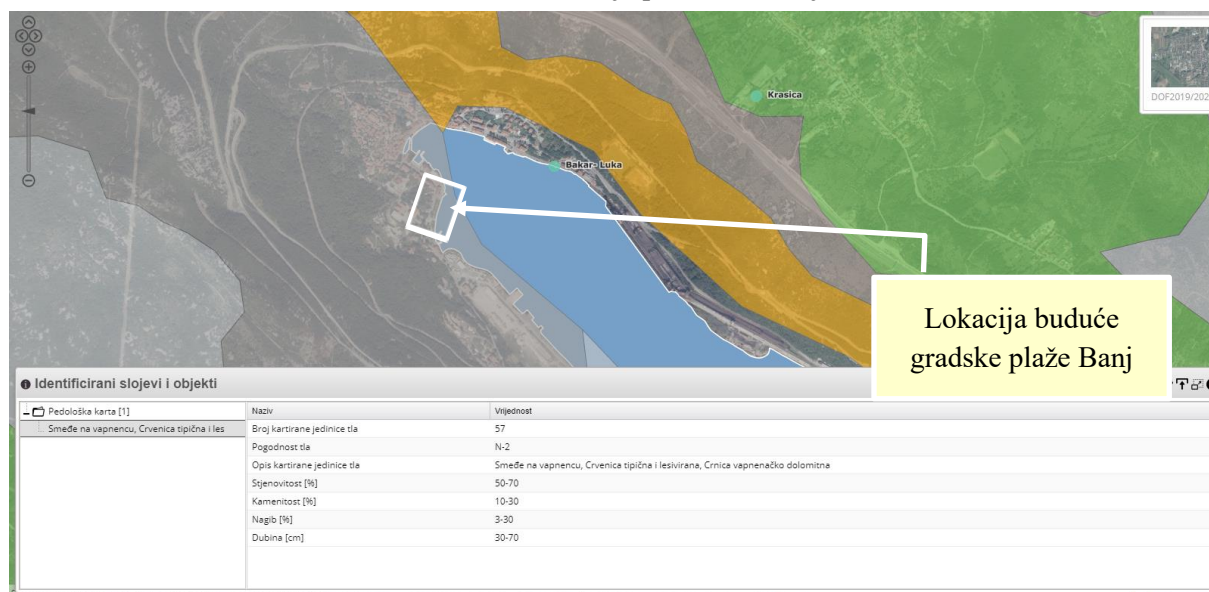 Krasica
DOF2019/202
Bakar- Luka
Lokacija buduće
gradske plaže Banj
Identificirani slojevi i objekti
Pedološka karta [1]
Smeđe na vapnencu, Crvenica tipična i les
Naziv Vrijednost
Broj kartirane jedinice tla 57
Pogodnost tla N-2
Opis kartirane jedinice tla Smeđe na vapnencu, Crvenica tipična i lesivirana, Crnica vapnenačko dolomitna
Stjenovitost [%] 50-70
Kamenitost [%] 10-30
Nagib [%] 3-30
Dubina [cm] 30-70